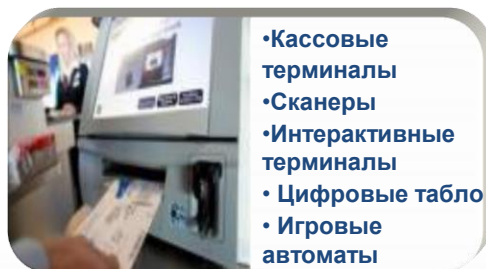 •Кассовые
терминалы
•Сканеры
•Интерактивные
терминалы
• Цифровые табло
• Игровые
автоматы